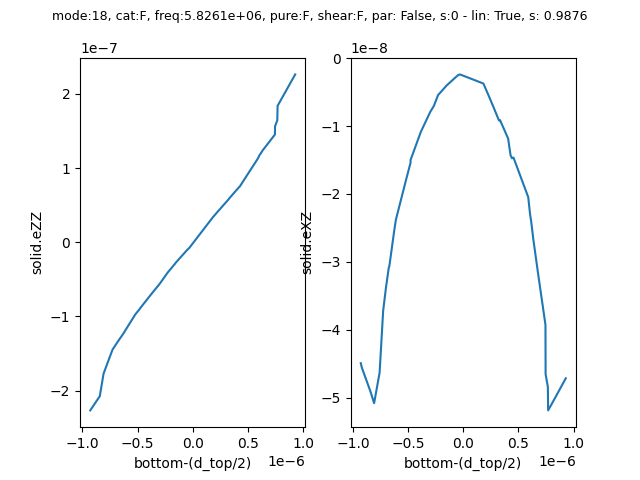 mode:18, cat:F, freq:5.8261e+06, pure:F, shear:F, par: False, s:0 - lin: True, s: 0.9876
1e−7
2
1
0
−1
−2
solid.eZZ
−1.0
−0.5
0.0
0.5
1.0
1e−6
bottom-(d_top/2)
1e−8
0
−1
−2
−3
−4
−5
solid.eXZ
−1.0
−0.5
0.0
0.5
1.0
1e−6
bottom-(d_top/2)